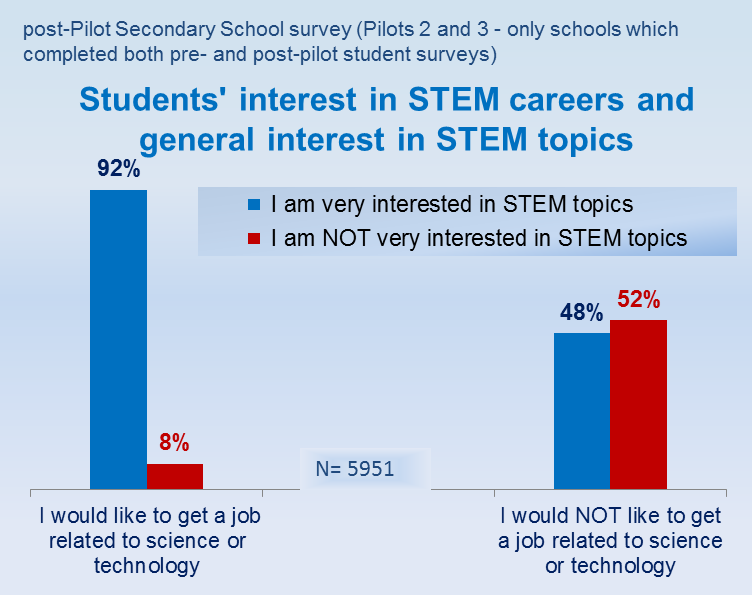 post-Pilot Secondary School survey (Pilots 2 and 3 - only schools which
completed both pre- and post-pilot student surveys)
Students' interest in STEM careers and
general interest in STEM topics
92%
I am very interested in STEM topics
I am NOT very interested in STEM topics
48%
52%
8%
N= 5951
I would like to get a job
related to science or
technology
I would NOT like to get
a job related to science
or technology